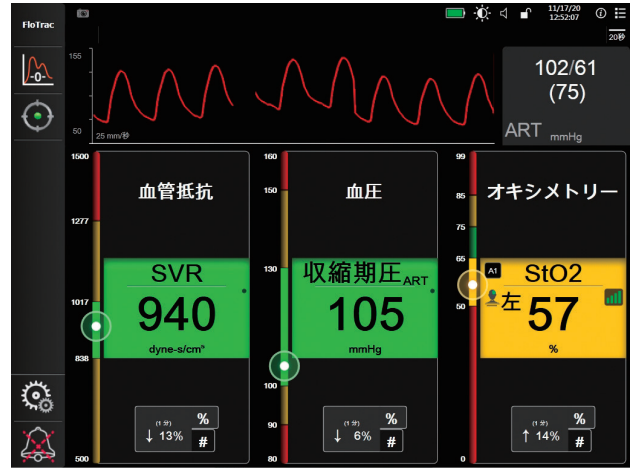 FloTrac
11/17/20
12:52:07
20秒
-0-
155
50
25 mm/秒
102/61
(75)
ART mmHg
1500
1277
1017
838
500
血管抵抗
SVR
940
dyne-s/cm⁵
(1 分)
↓ 13%
%
#
160
150
130
100
90
80
血圧
収縮期圧ART
105
mmHg
(1 分)
↓ 6%
%
#
99
85
75
65
50
0
オキシメトリー
A1
StO2
左 57
%
(1 分)
↑ 14%
%
#